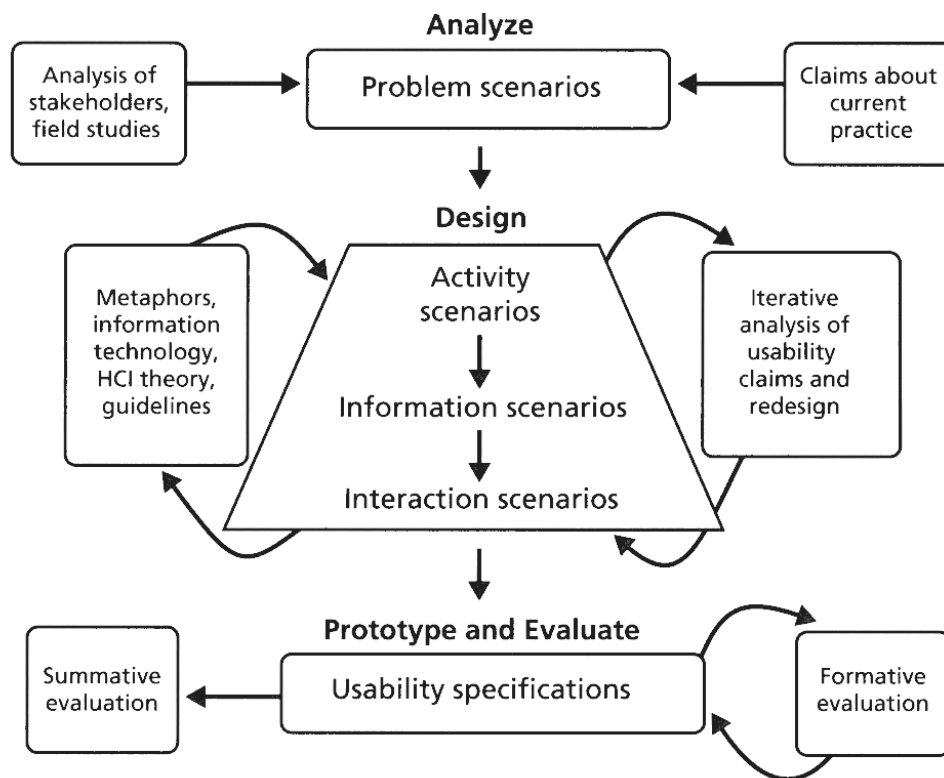 Analyze
Analysis of
stakeholders,
field studies
Problem scenarios
Claims about
current
practice
Design
Metaphors,
information
technology,
HCI theory,
guidelines
Activity
scenarios
Information scenarios
Interaction scenarios
Iterative
analysis of
usability
claims and
redesign
Prototype and Evaluate
Summative
evaluation
Usability specifications
Formative
evaluation